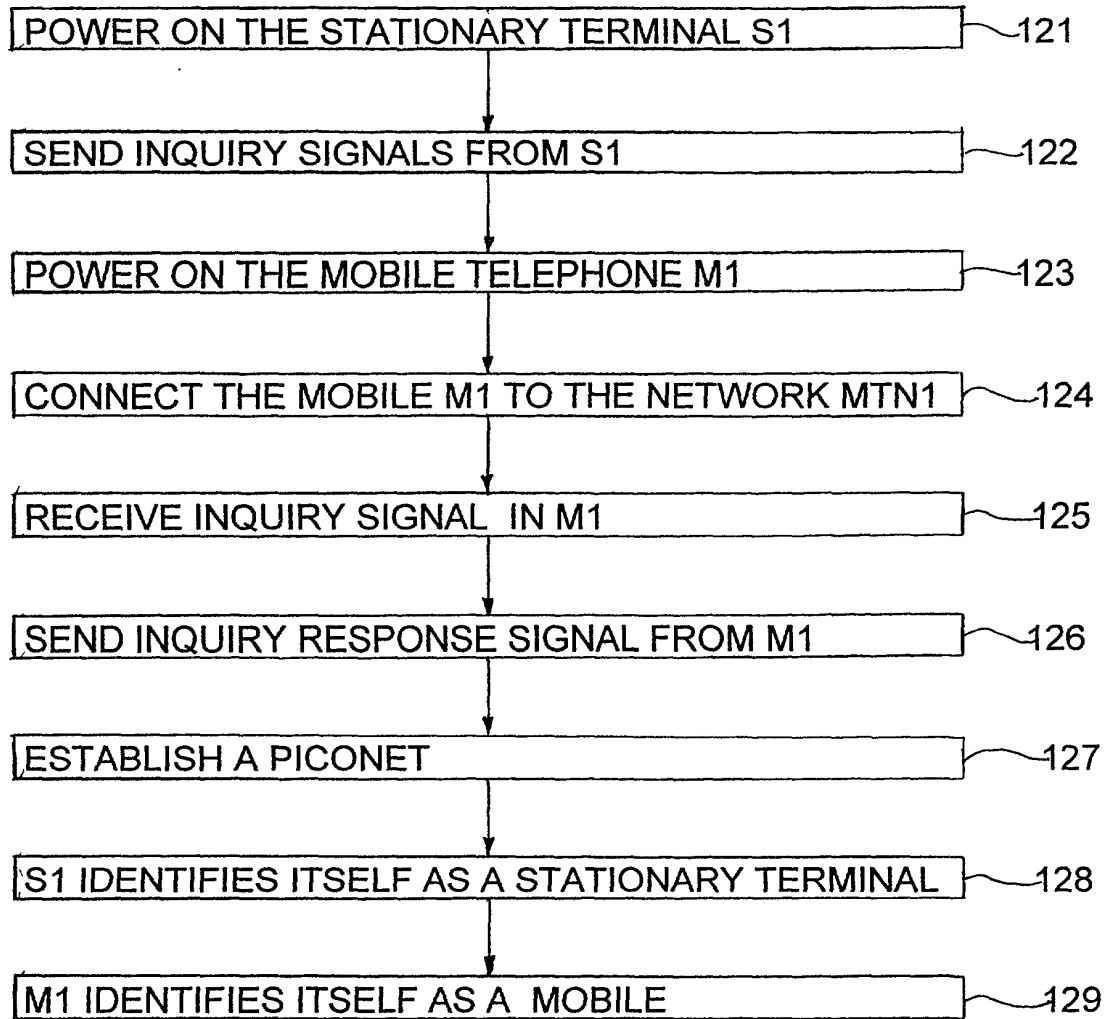 POWER ON THE STATIONARY TERMINAL S1 121
SEND INQUIRY SIGNALS FROM S1 122
POWER ON THE MOBILE TELEPHONE M1 123
CONNECT THE MOBILE M1 TO THE NETWORK MTN1 124
RECEIVE INQUIRY SIGNAL IN M1 125
SEND INQUIRY RESPONSE SIGNAL FROM M1 126
ESTABLISH A PICONET 127
S1 IDENTIFIES ITSELF AS A STATIONARY TERMINAL 128
M1 IDENTIFIES ITSELF AS A MOBILE 129